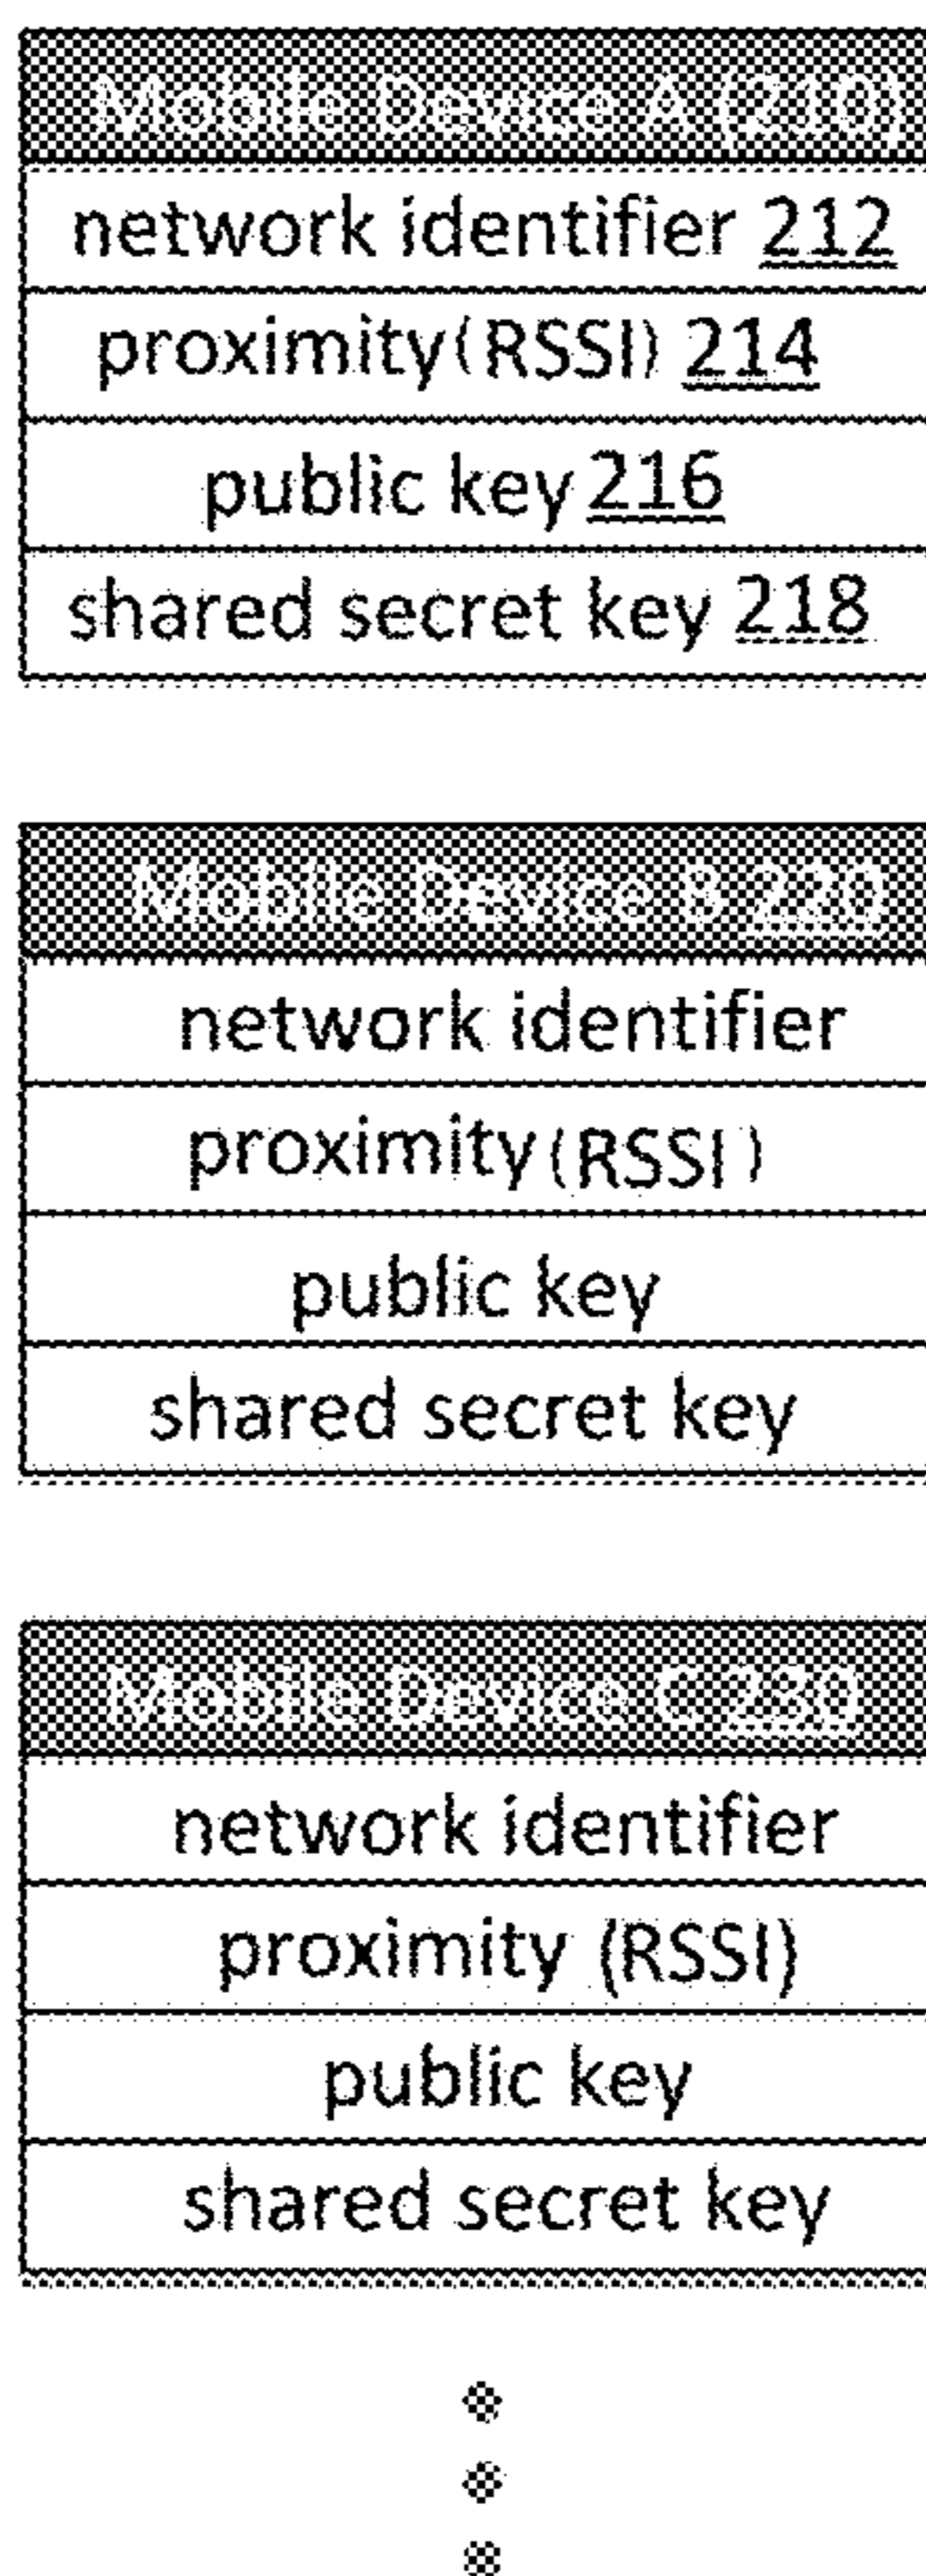 Mobile Device A (210)
network identifier 212
proximity(RSSI) 214
public key 216
shared secret key 218
Mobile Device B 220
network identifier
proximity(RSSI)
public key
shared secret key
Mobile Device C 230
network identifier
proximity (RSSI)
public key
shared secret key